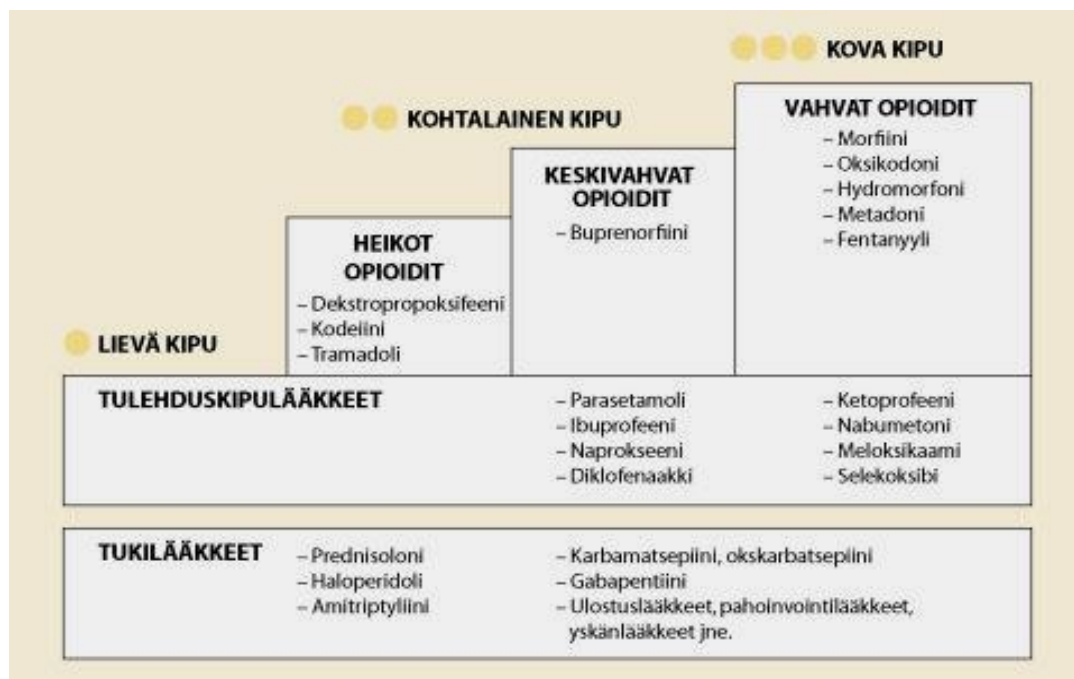 KOVA KIPU
VAHVAT OPIOIDIT
– Morfiini
– Oksikodoni
– Hydromorfoni
– Metadoni
– Fentanyyli
KOHTALAINEN KIPU
KESKIVAHVAT
OPIOIDIT
– Buprenorfiini
HEIKOT
OPIOIDIT
– Dekstropropoksifeeni
– Kodeiini
– Tramadoli
LIEVÄ KIPU
TULEHDUSKIPULÄÄKKEET
– Parasetamoli
– Ibuprofeeni
– Naprokseeni
– Diklofenaakki
– Ketoprofeeni
– Nabumetoni
– Meloksikaami
– Selekoksibi
TUKILÄÄKKEET
– Prednisoloni
– Haloperidoli
– Amitriptyliini
– Karbamatsepiini, okskarbatsepiini
– Gabapentiini
– Ulostuslääkkeet, pahoinvointilääkkeet,
yskänlääkkeet jne.